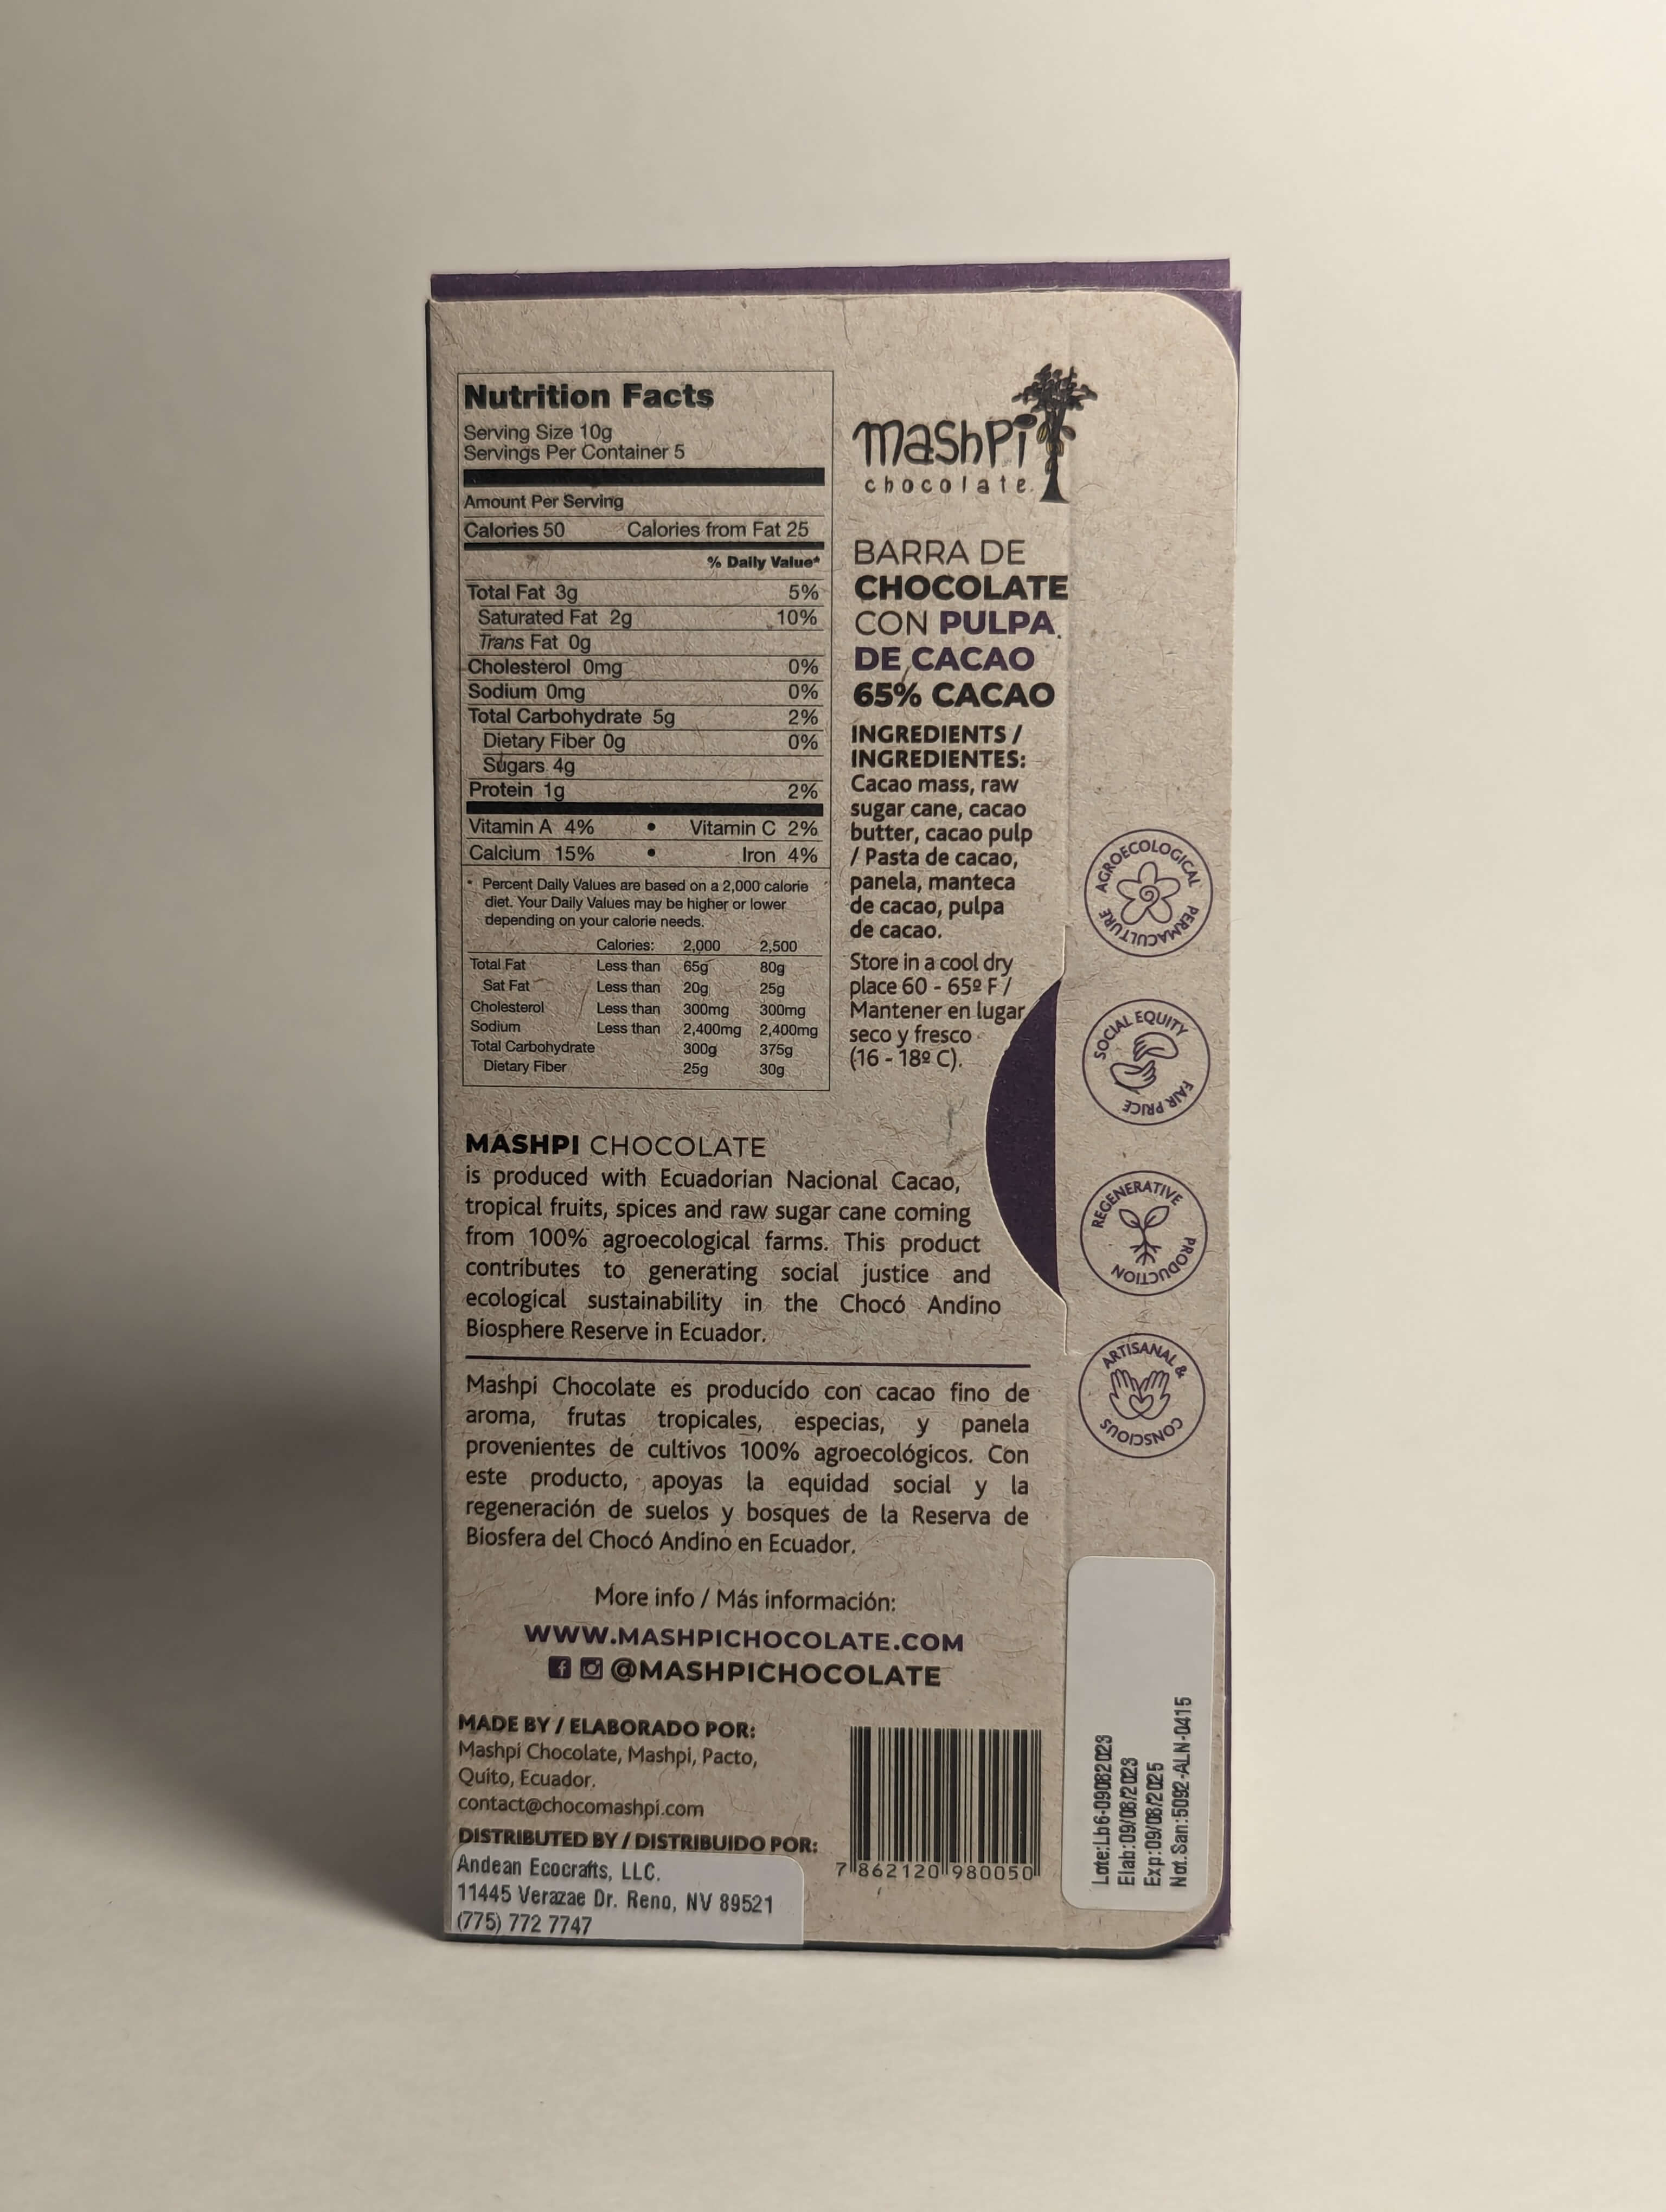 Nutrition Facts
Serving Size 10g
Servings Per Container 5
Amount Per Serving
Calories 50 Calories from Fat 25
% Daily Value*
Total Fat 3g 5%
Saturated Fat 2g 10%
Trans Fat 0g
Cholesterol 0mg 0%
Sodium 0mg 0%
Total Carbohydrate 5g 2%
Dietary Fiber 0g 0%
Sugars 4g
Protein 1g 2%
Vitamin A 4% • Vitamin C 2%
Calcium 15% • Iron 4%
* Percent Daily Values are based on a 2,000 calorie
diet. Your Daily Values may be higher or lower
depending on your calorie needs.
Calories: 2,000 2,500
Total Fat Less than 65g 80g
Sat Fat Less than 20g 25g
Cholesterol Less than 300mg 300mg
Sodium Less than 2,400mg 2,400mg
Total Carbohydrate 300g 375g
Dietary Fiber 25g 30g
mashpi
chocolate.
BARRA DE
CHOCOLATE
CON PULPA
DE CACAO
65% CACAO
INGREDIENTS /
INGREDIENTES:
Cacao mass, raw
sugar cane, cacao
butter, cacao pulp
/ Pasta de cacao,
panela, manteca
de cacao, pulpa
de cacao.
Store in a cool dry
place 60 - 65º F /
Mantener en lugar
seco y fresco
(16 - 18º C).
AGROECOLOGICAL
PERMACULTURE
SOCIAL EQUITY
FAIR PRICE
REGENERATIVE
PRODUCTION
ARTISANAL &
CONSCIOUS
MASHPI CHOCOLATE
is produced with Ecuadorian Nacional Cacao,
tropical fruits, spices and raw sugar cane coming
from 100% agroecological farms. This product
contributes to generating social justice and
ecological sustainability in the Chocó Andino
Biosphere Reserve in Ecuador.
Mashpi Chocolate es producido con cacao fino de
aroma, frutas tropicales, especias, y panela
provenientes de cultivos 100% agroecológicos. Con
este producto, apoyas la equidad social y la
regeneración de suelos y bosques de la Reserva de
Biosfera del Chocó Andino en Ecuador.
More info / Más información:
WWW.MASHPICHOCOLATE.COM
@MASHPICHOCOLATE
MADE BY / ELABORADO POR:
Mashpi Chocolate, Mashpi, Pacto,
Quito, Ecuador.
contact@chocomashpi.com
DISTRIBUTED BY / DISTRIBUIDO POR:
Andean Ecocrafts, LLC.
11445 Verazae Dr. Reno, NV 89521
(775) 772 7747
7 862120 980050
Lote:Lb6-09082023
Elab:09/08/2023
Exp:09/08/2025
Not.San:5092-ALN-0415